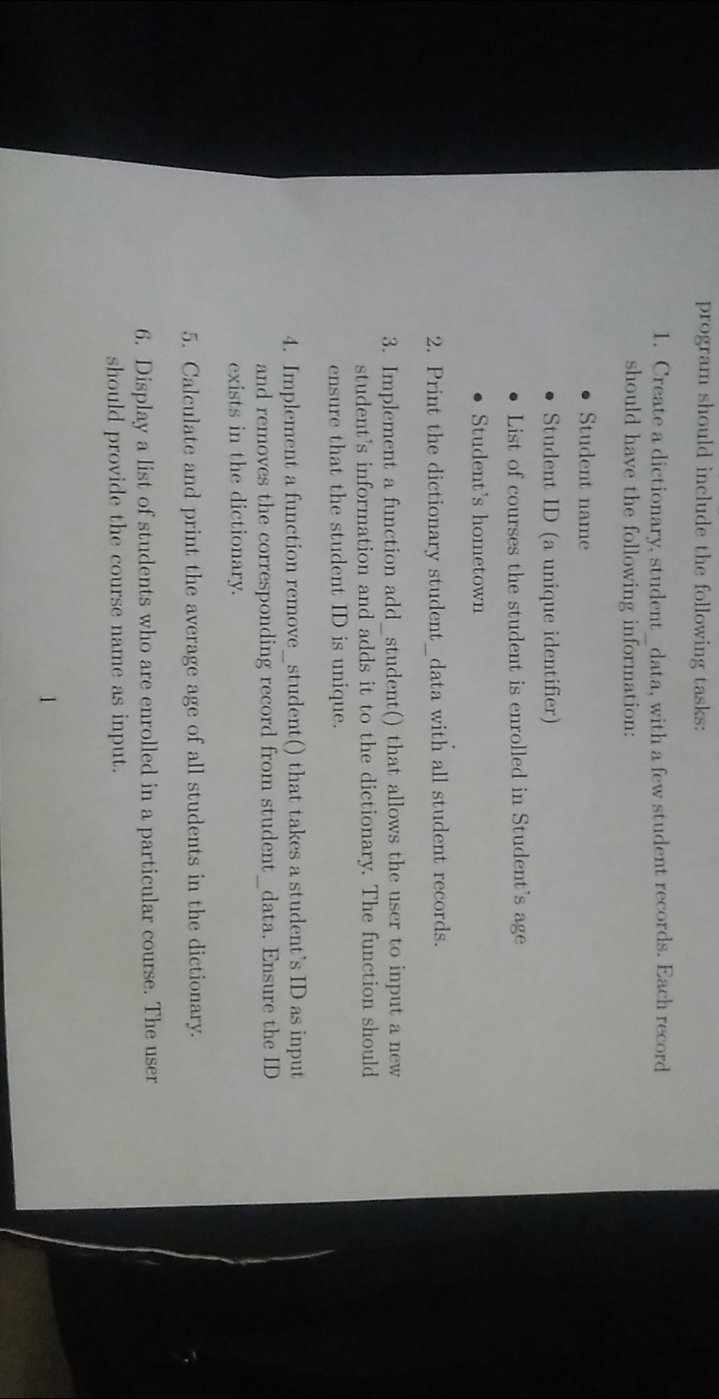 program should include the following tasks:
1. Create a dictionary, student_data, with a few student records. Each record
should have the following information:
• Student name
• Student ID (a unique identifier)
• List of courses the student is enrolled in Student's age
• Student's hometown
2. Print the dictionary student_data with all student records.
3. Implement a function add_student() that allows the user to input a new
student's information and adds it to the dictionary. The function should
ensure that the student ID is unique.
4. Implement a function remove_student() that takes a student's ID as input
and removes the corresponding record from student_data. Ensure the ID
exists in the dictionary.
5. Calculate and print the average age of all students in the dictionary.
6. Display a list of students who are enrolled in a particular course. The user
should provide the course name as input.
1